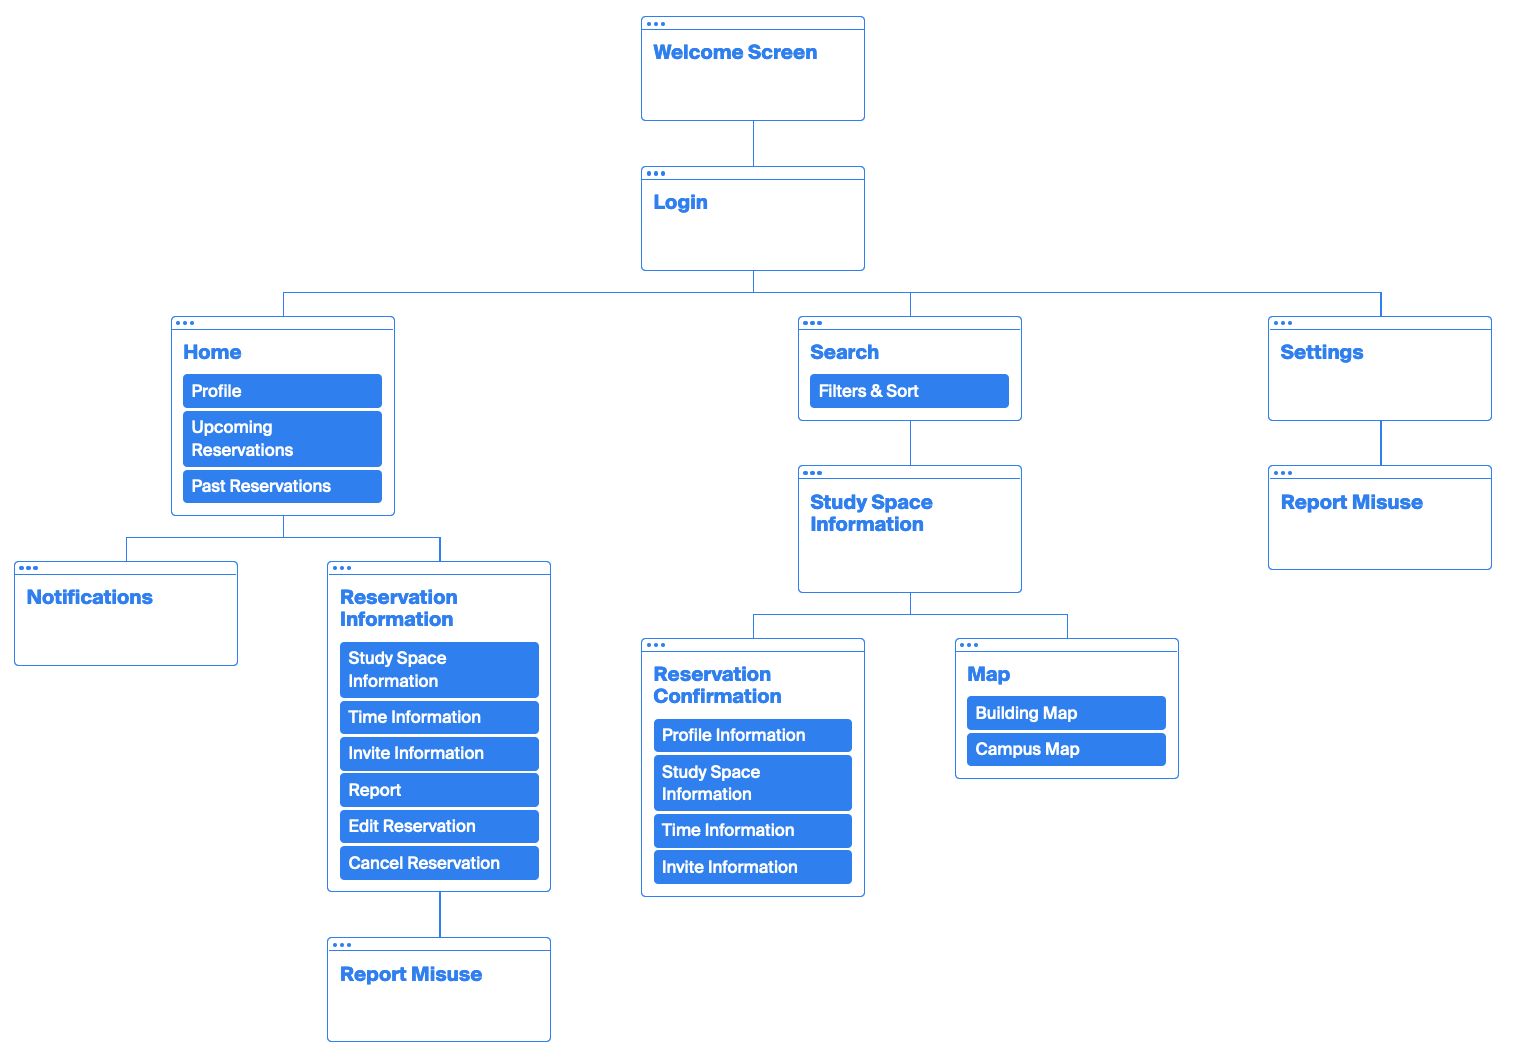 Welcome Screen
Login
Home
Profile
Upcoming
Reservations
Past Reservations
Search
Filters & Sort
Settings
Notifications
Reservation
Information
Study Space
Information
Time Information
Invite Information
Report
Edit Reservation
Cancel Reservation
Report Misuse
Study Space
Information
Reservation
Confirmation
Profile Information
Study Space
Information
Time Information
Invite Information
Map
Building Map
Campus Map
Report Misuse